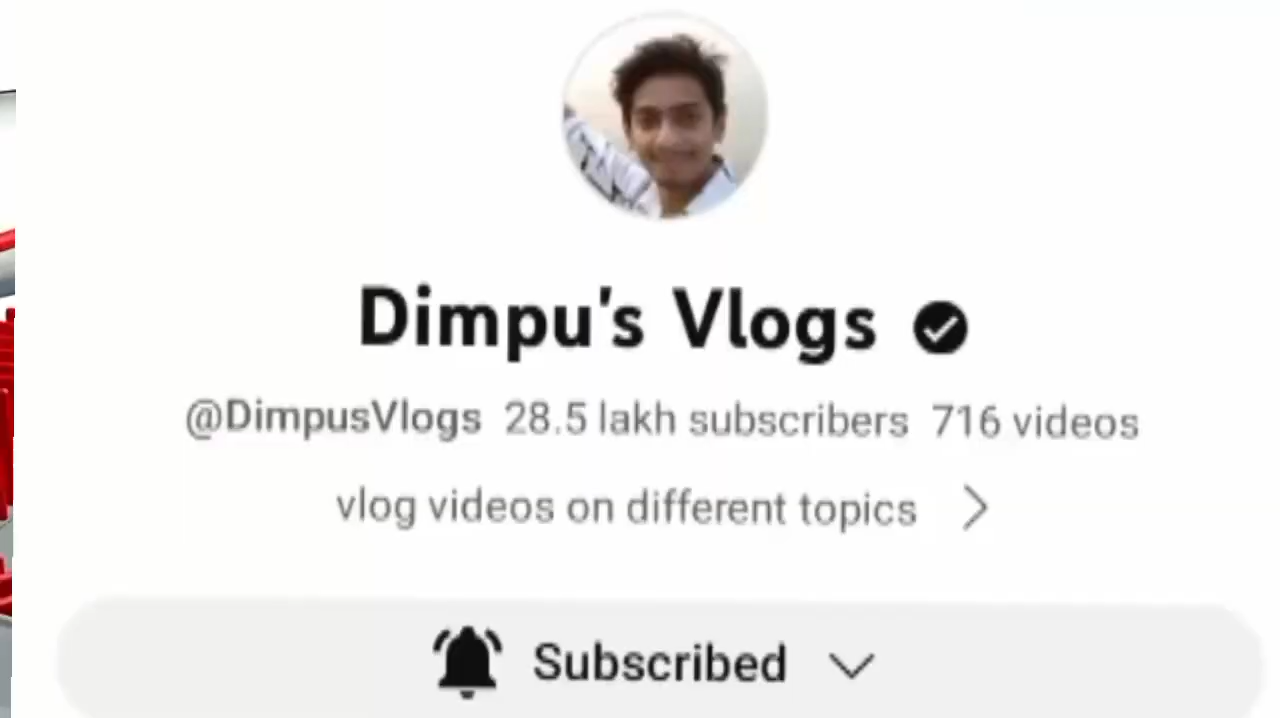 Dimpu's Vlogs
@DimpusVlogs 28.5 lakh subscribers 716 videos
vlog videos on different topics
Subscribed